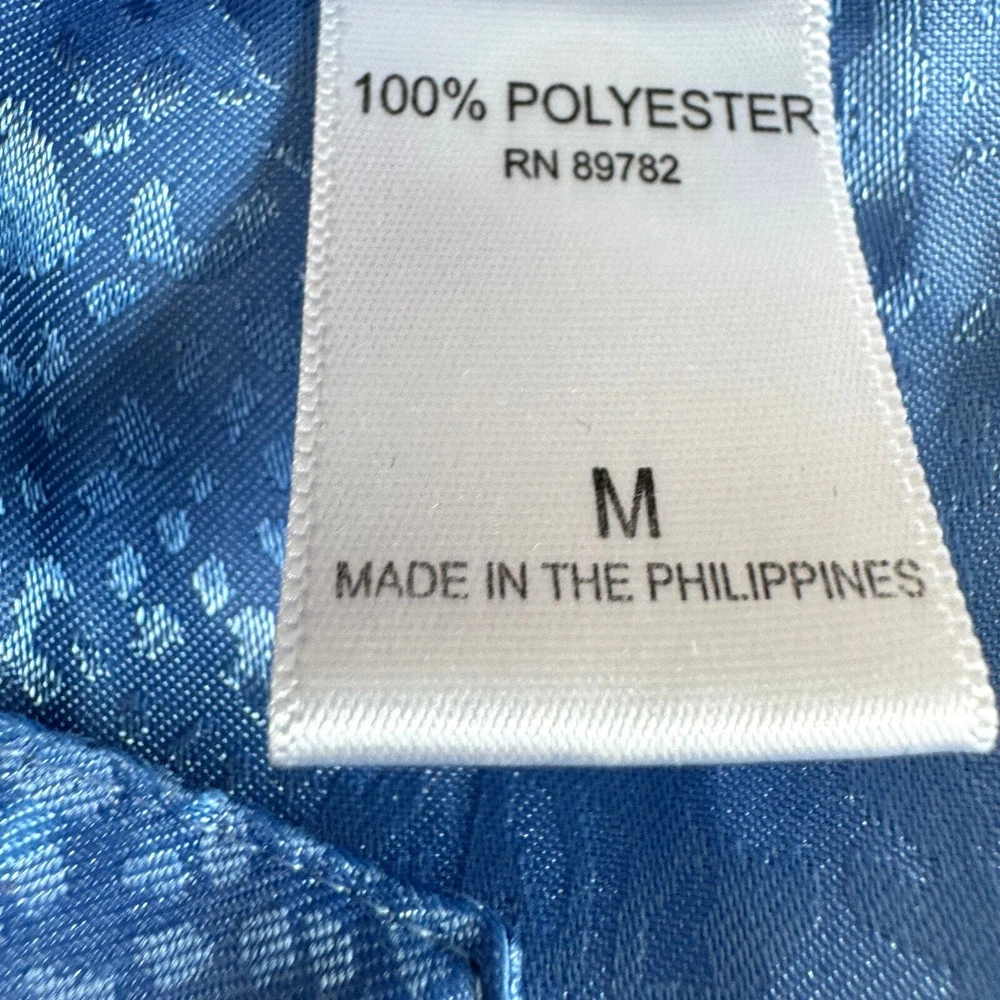 100% POLYESTER
RN 89782
M
MADE IN THE PHILIPPINES